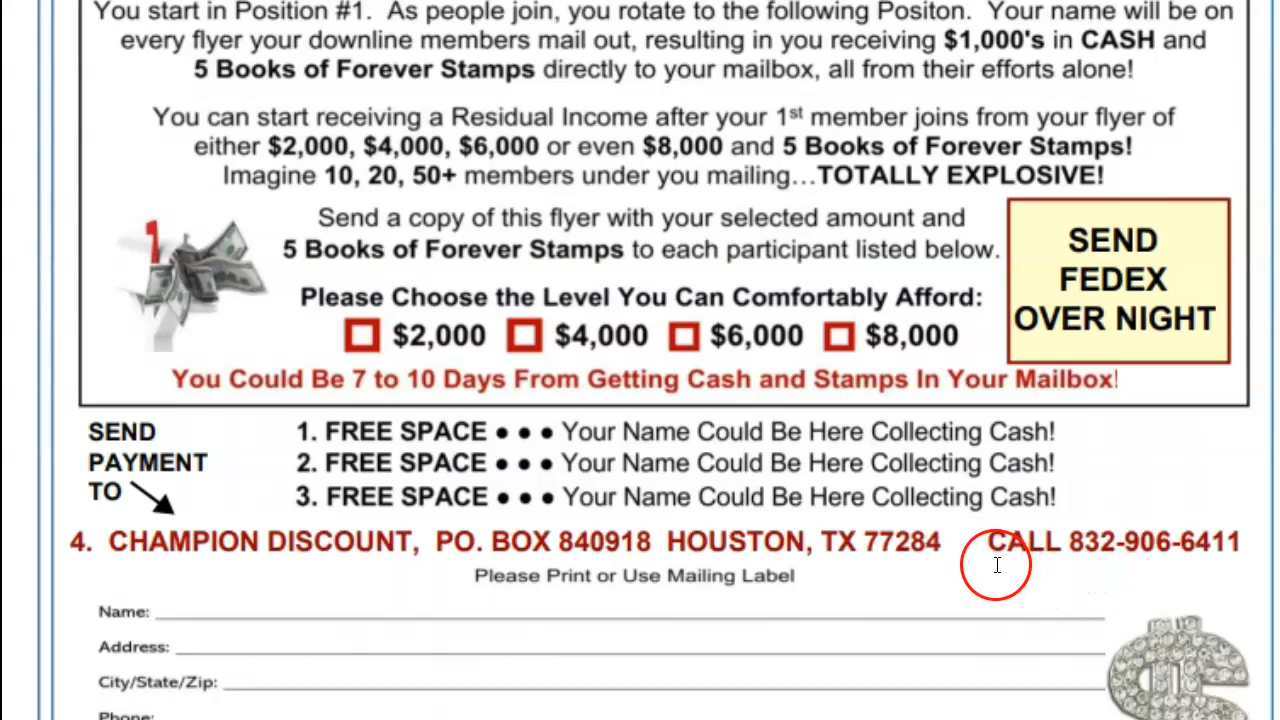 You start in Position #1. As people join, you rotate to the following Positon. Your name will be on
every flyer your downline members mail out, resulting in you receiving $1,000's in CASH and
5 Books of Forever Stamps directly to your mailbox, all from their efforts alone!
You can start receiving a Residual Income after your 1st member joins from your flyer of
either $2,000, $4,000, $6,000 or even $8,000 and 5 Books of Forever Stamps!
Imagine 10, 20, 50+ members under you mailing…TOTALLY EXPLOSIVE!
Send a copy of this flyer with your selected amount and
5 Books of Forever Stamps to each participant listed below.
Please Choose the Level You Can Comfortably Afford:
$2,000 $4,000 $6,000 $8,000
SEND
FEDEX
OVER NIGHT
You Could Be 7 to 10 Days From Getting Cash and Stamps In Your Mailbox!
SEND
PAYMENT
TO
1. FREE SPACE ● ● ● Your Name Could Be Here Collecting Cash!
2. FREE SPACE ● ● ● Your Name Could Be Here Collecting Cash!
3. FREE SPACE ● ● ● Your Name Could Be Here Collecting Cash!
4. CHAMPION DISCOUNT, PO. BOX 840918 HOUSTON, TX 77284 CALL 832-906-6411
Please Print or Use Mailing Label
Name:
Address:
City/State/Zip:
Phone: